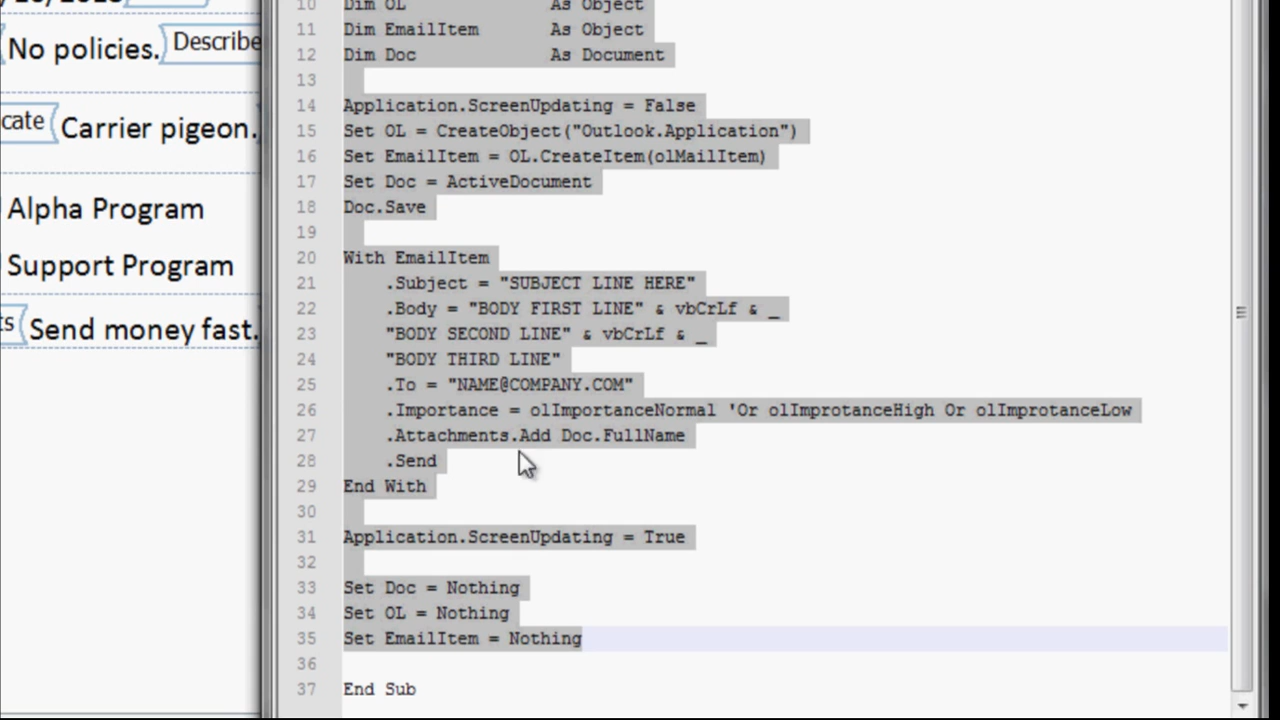 No policies. Describe
cate Carrier pigeon.
Alpha Program
Support Program
ts Send money fast.
10 Dim OL As Object
11 Dim EmailItem As Object
12 Dim Doc As Document
13
14 Application.ScreenUpdating = False
15 Set OL = CreateObject("Outlook.Application")
16 Set EmailItem = OL.CreateItem(olMailItem)
17 Set Doc = ActiveDocument
18 Doc.Save
19
20 With EmailItem
21 .Subject = "SUBJECT LINE HERE"
22 .Body = "BODY FIRST LINE" & vbCrLf & _
23 "BODY SECOND LINE" & vbCrLf & _
24 "BODY THIRD LINE"
25 .To = "NAME@COMPANY.COM"
26 .Importance = olImportanceNormal 'Or olImprotanceHigh Or olImprotanceLow
27 .Attachments.Add Doc.FullName
28 .Send
29 End With
30
31 Application.ScreenUpdating = True
32
33 Set Doc = Nothing
34 Set OL = Nothing
35 Set EmailItem = Nothing
36
37 End Sub